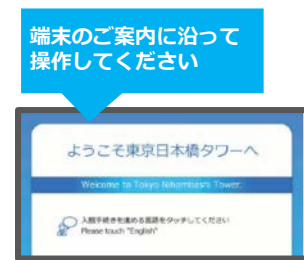 端末のご案内に沿って
操作してください
ようこそ東京日本橋タワーへ
Welcome to Tokyo Nihombashi Tower.
入館手続きを進める言語をタッチしてください
Please touch "English"